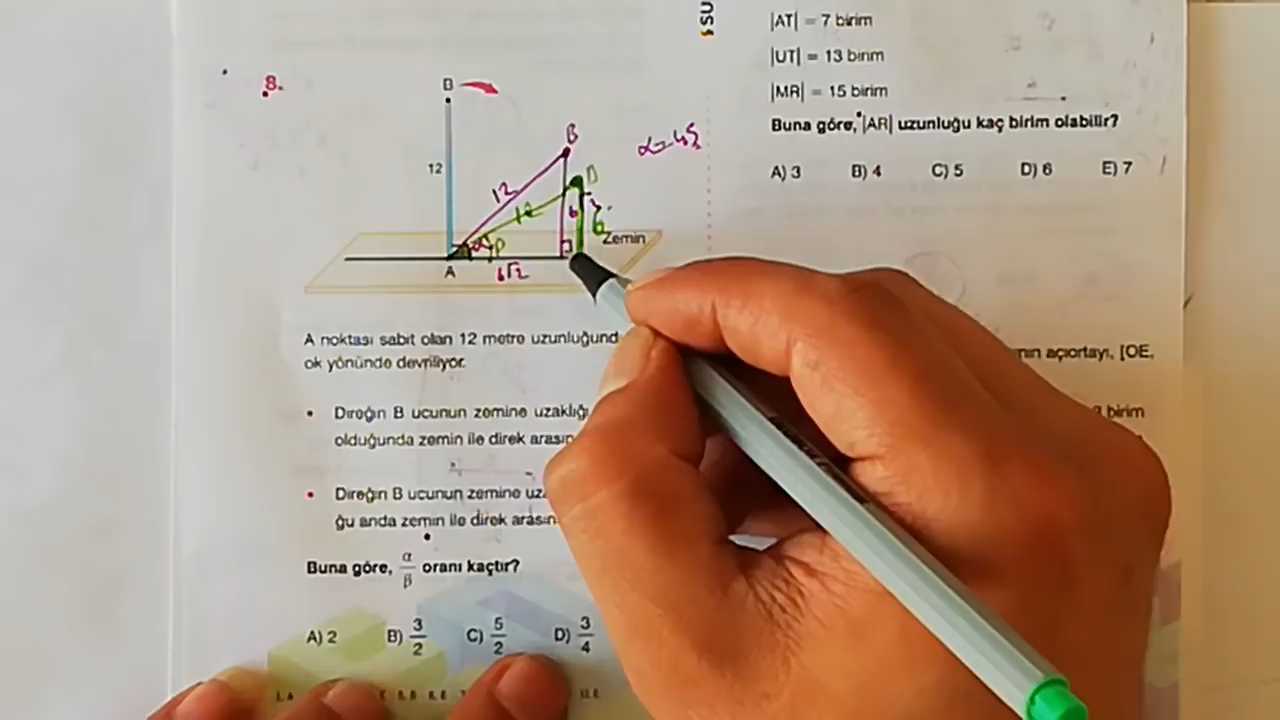 8.
B
12
B
12
12
D
6
6
α=45
α
β
A
6√2
Zemin
A noktası sabit olan 12 metre uzunluğund
ok yönünde devriliyor.
• Direğin B ucunun zemine uzaklığı
olduğunda zemin ile direk arasın
• Direğin B ucunun zemine uz
ğu anda zemin ile direk arasın
Buna göre, α/β oranı kaçtır?
A) 2 B) 3/2 C) 5/2 D) 3/4
|AT| = 7 birim
|UT| = 13 birim
|MR| = 15 birim
Buna göre, |AR| uzunluğu kaç birim olabilir?
A) 3 B) 4 C) 5 D) 6 E) 7
nın açıortayı, [OE,
birim